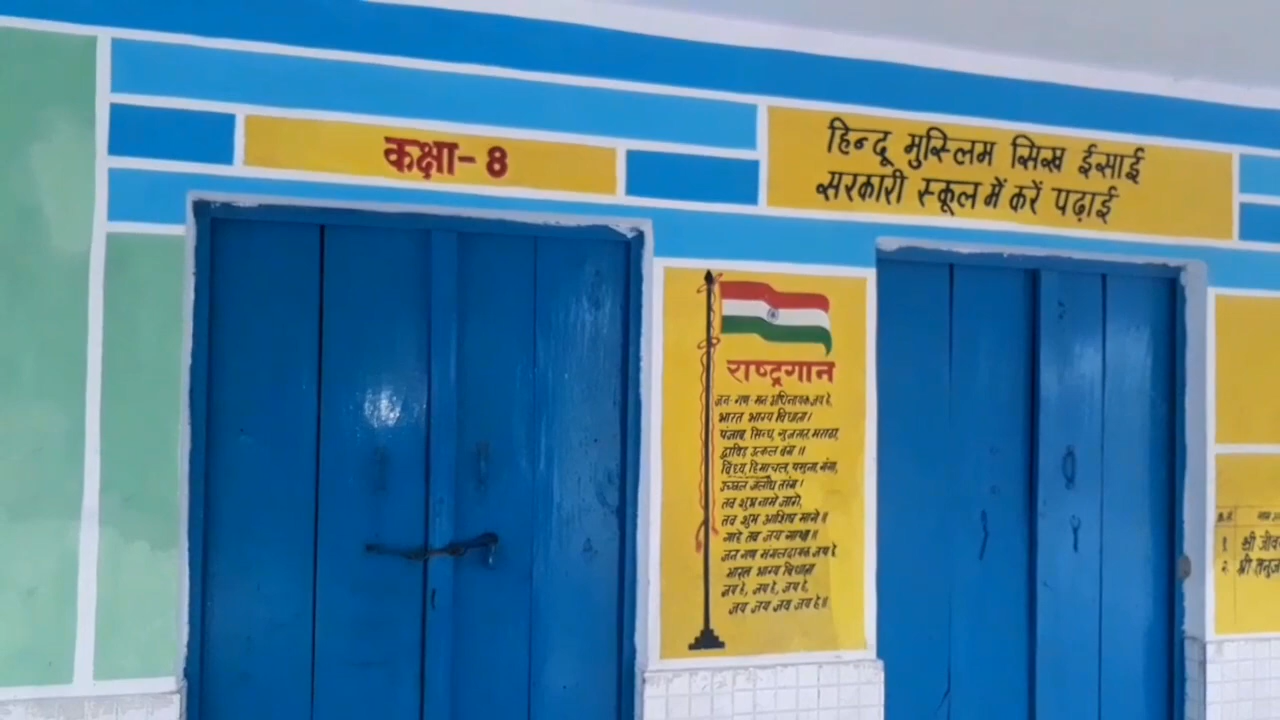 कक्षा- 8
हिन्दू मुस्लिम सिख ईसाई
सरकारी स्कूल में करें पढ़ाई
राष्ट्रगान
जन-गण-मन अधिनायक जय हे,
भारत भाग्य विधाता।
पंजाब, सिन्ध, गुजरात, मराठा,
द्राविड़ उत्कल बंग॥
विंध्य, हिमाचल, यमुना, गंगा,
उच्छल जलधि तरंग।
तव शुभ नामे जागे,
तव शुभ आशिष मागे॥
गाहे तव जय गाथा॥
जन गण मंगलदायक जय हे
भारत भाग्य विधाता
जय हे, जय हे, जय हे,
जय जय जय जय हे॥
१. श्री
२. श्री